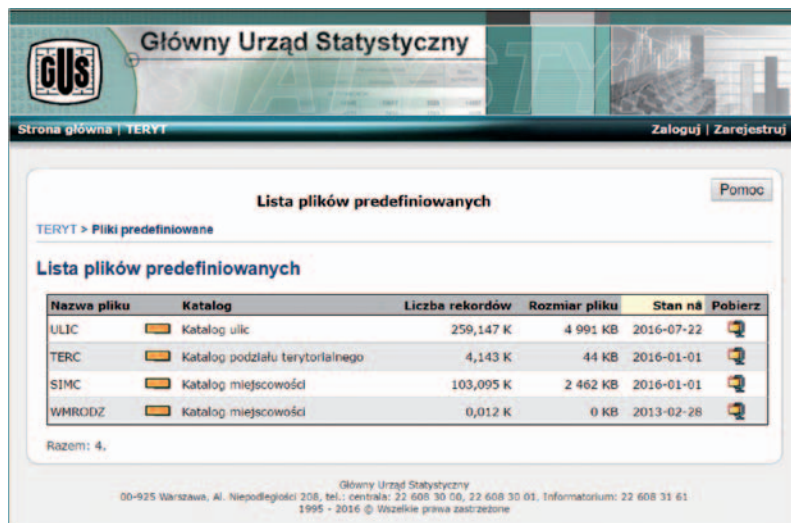 GUS
Główny Urząd Statystyczny
Strona główna | TERYT Zaloguj | Zarejestruj
Lista plików predefiniowanych Pomoc
TERYT > Pliki predefiniowane
Lista plików predefiniowanych
Nazwa pliku Katalog Liczba rekordów Rozmiar pliku Stan na Pobierz
ULIC Katalog ulic 259,147 K 4 991 KB 2016-07-22
TERC Katalog podziału terytorialnego 4,143 K 44 KB 2016-01-01
SIMC Katalog miejscowości 103,095 K 2 462 KB 2016-01-01
WMRODZ Katalog miejscowości 0,012 K 0 KB 2013-02-28
Razem: 4.
Główny Urząd Statystyczny
00-925 Warszawa, Al. Niepodległości 208, tel.: centrala: 22 608 30 00, 22 608 30 01, Informatorium: 22 608 31 61
1995 - 2016 © Wszelkie prawa zastrzeżone